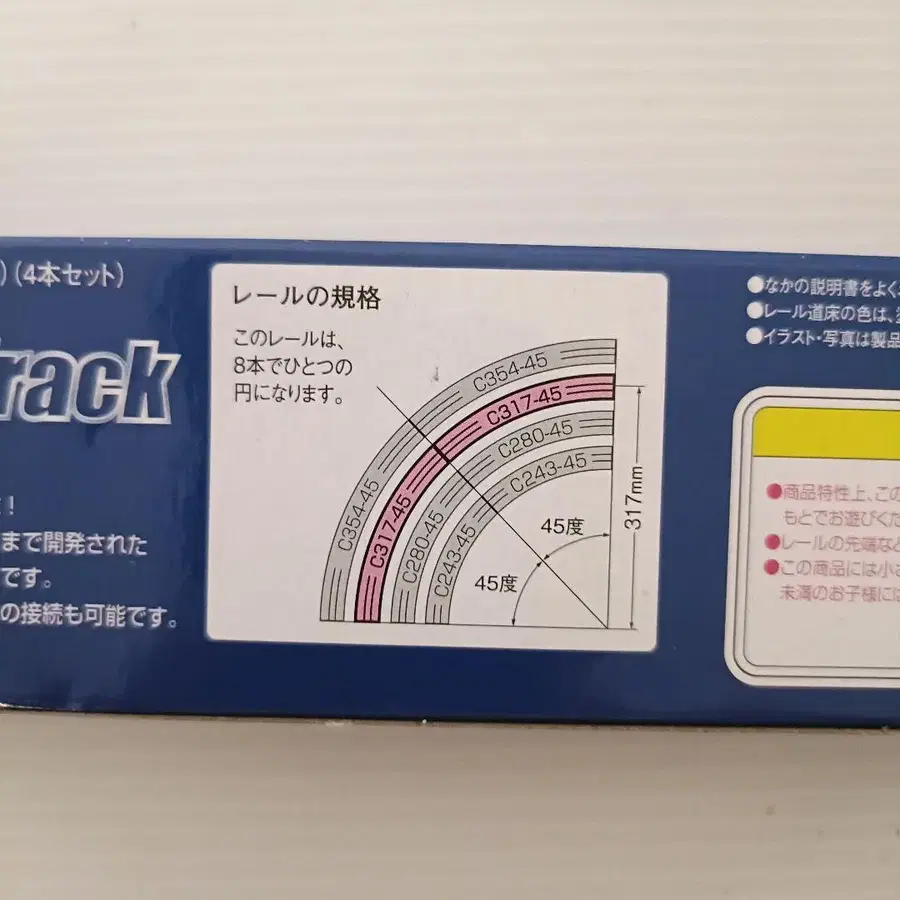 )(4本セット)
rack
!
まで開発された
です。
の接続も可能です。
レールの規格
このレールは、
8本でひとつの
円になります。
C354-45
C317-45
C280-45
C243-45
C354-45
C317-45
C280-45
C243-45
45度
45度
317mm
●なかの説明書をよく
●レール道床の色は、
●イラスト・写真は製品
●商品特性上、この
もとでお遊びくだ
●レールの先端など
●この商品には小さ
未満のお子様には